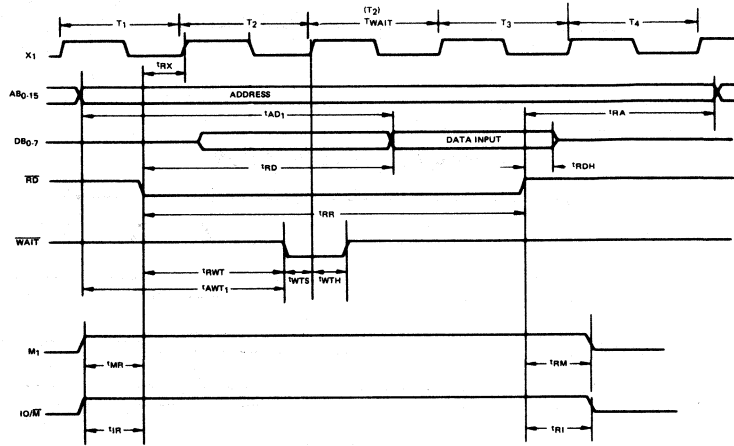 (T2)
T1 T2 TWAIT T3 T4
X1
tRX
AB0-15 ADDRESS
tAD1 tRA
DB0-7 DATA INPUT
tRD tRDH
RD
tRR
WAIT
tRWT tWTS tWTH
tAWT1
M1
tMR tRM
IO/M
tIR tRI